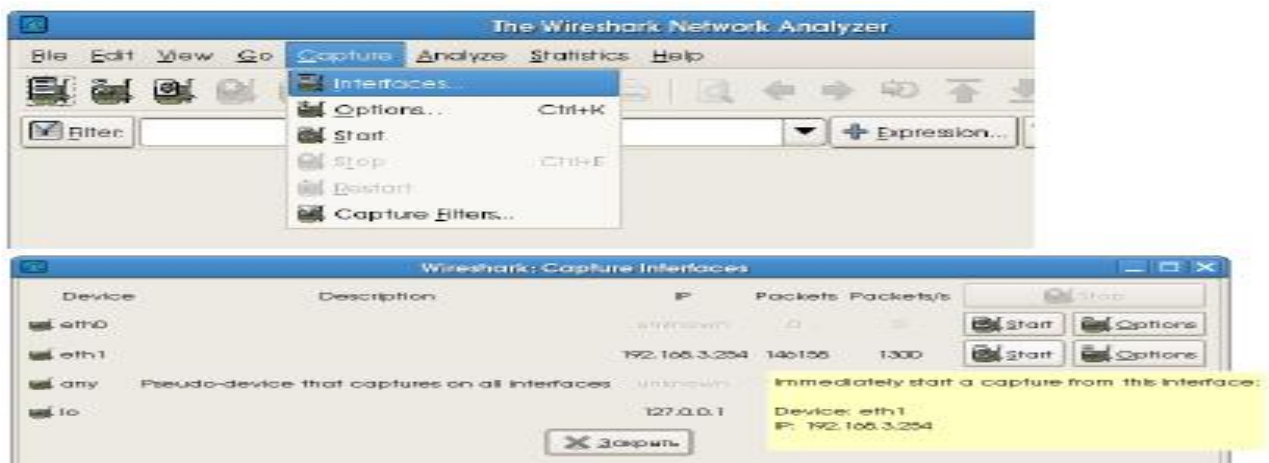 The Wireshark Network Analyzer
File Edit View Go Capture Analyze Statistics Help
Interfaces...
Options... Ctrl+K
Start
Stop Ctrl+E
Restart
Capture Filters...
Filter: Expression...
Wireshark: Capture Interfaces
Device Description IP Packets Packets/s Stop
eth0 unknown 0 0 Start Options
eth1 192.168.3.254 146158 1300 Start Options
any Pseudo-device that captures on all interfaces unknown
Immediately start a capture from this interface:
lo 127.0.0.1
Device: eth1
IP: 192.168.3.254
Закрыть